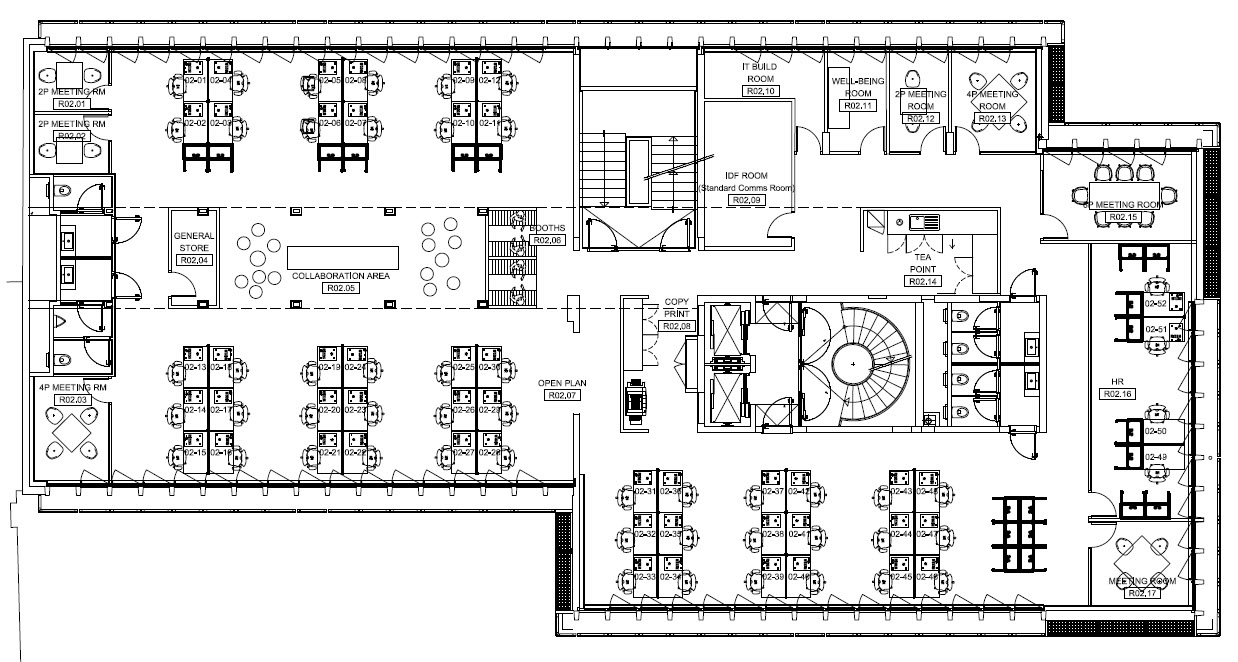 2P MEETING RM
R02.01
2P MEETING RM
R02.02
02-01
02-04
02-02
02-03
02-05
02-08
02-06
02-07
02-09
02-12
02-10
IT BUILD
ROOM
R02.10
WELL-BEING
ROOM
R02.11
2P MEETING
ROOM
R02.12
4P MEETING
ROOM
R02.13
IDF ROOM
(Standard Comms Room)
R02.09
P MEETING ROOM
R02.15
GENERAL
STORE
R02.04
COLLABORATION AREA
R02.05
BOOTHS
R02.06
TEA
POINT
R02.14
COPY
PRINT
R02.08
02-52
02-51
4P MEETING RM
R02.03
02-13
02-18
02-14
02-17
02-15
02-16
02-19
02-24
02-20
02-23
02-21
02-22
02-25
02-30
02-26
02-29
02-27
02-28
OPEN PLAN
R02.07
HR
R02.16
02-50
02-49
02-31
02-36
02-32
02-35
02-33
02-34
02-37
02-42
02-38
02-41
02-39
02-40
02-43
02-48
02-44
02-47
02-45
02-46
MEETING ROOM
R02.17